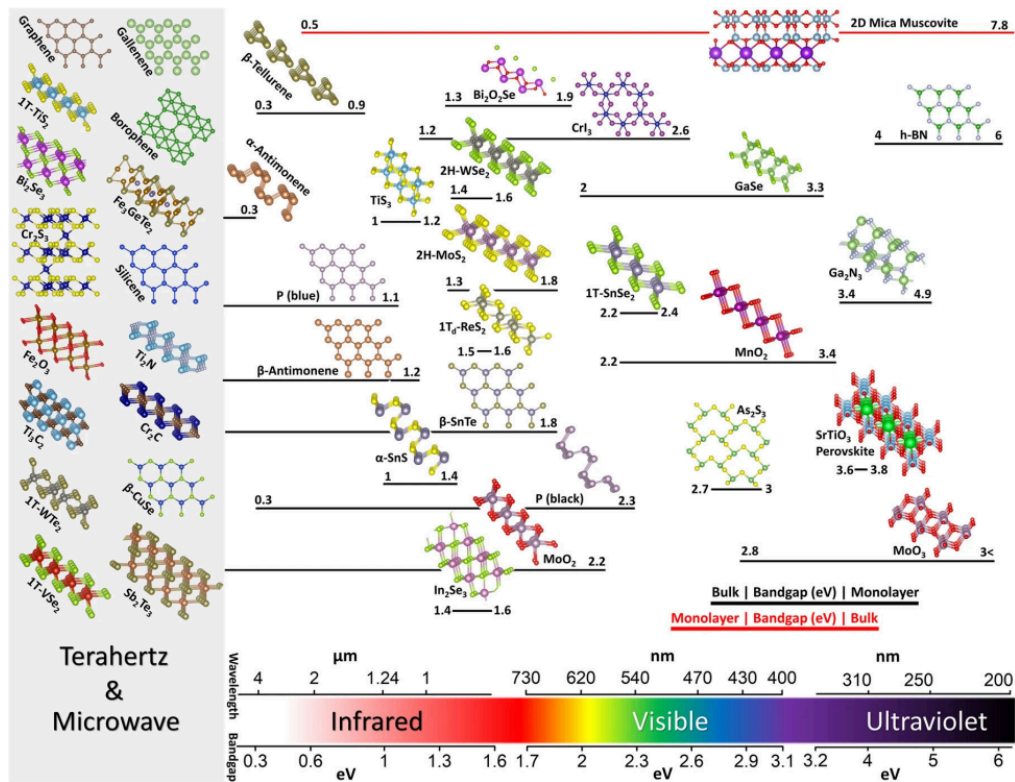 Graphene
Gallenene
1T-TiS2
Borophene
Bi2Se3
Fe3GeTe2
Cr2S3
Silicene
Fe2O3
Ti2N
Ti3C2
Cr2C
1T-WTe2
β-CuSe
1T-VSe2
Sb2Te3
Terahertz
&
Microwave
0.5
2D Mica Muscovite
7.8
β-Tellurene
0.3 0.9
Bi2O2Se
1.3 1.9
CrI3
1.2 2.6
h-BN
4 6
α-Antimonene
0.3
TiS3
1 1.2
2H-WSe2
1.4 1.6
GaSe
2 3.3
P (blue)
1.1
2H-MoS2
1.3 1.8
1T-SnSe2
2.2 2.4
Ga2N3
3.4 4.9
1Td-ReS2
1.5 1.6
MnO2
2.2 3.4
β-Antimonene
1.2
β-SnTe
1.8
α-SnS
1 1.4
As2S3
2.7 3
SrTiO3
Perovskite
3.6 3.8
P (black)
0.3 2.3
MoO2
2.2
In2Se3
1.4 1.6
MoO3
2.8 3<
Bulk | Bandgap (eV) | Monolayer
Monolayer | Bandgap (eV) | Bulk
Wavelength
μm nm nm
4 2 1.24 1 730 620 540 470 430 400 310 250 200
Infrared Visible Ultraviolet
Bandgap
0.3 0.6 1 1.3 1.6 1.7 2 2.3 2.6 2.9 3.1 3.2 4 5 6
eV eV eV